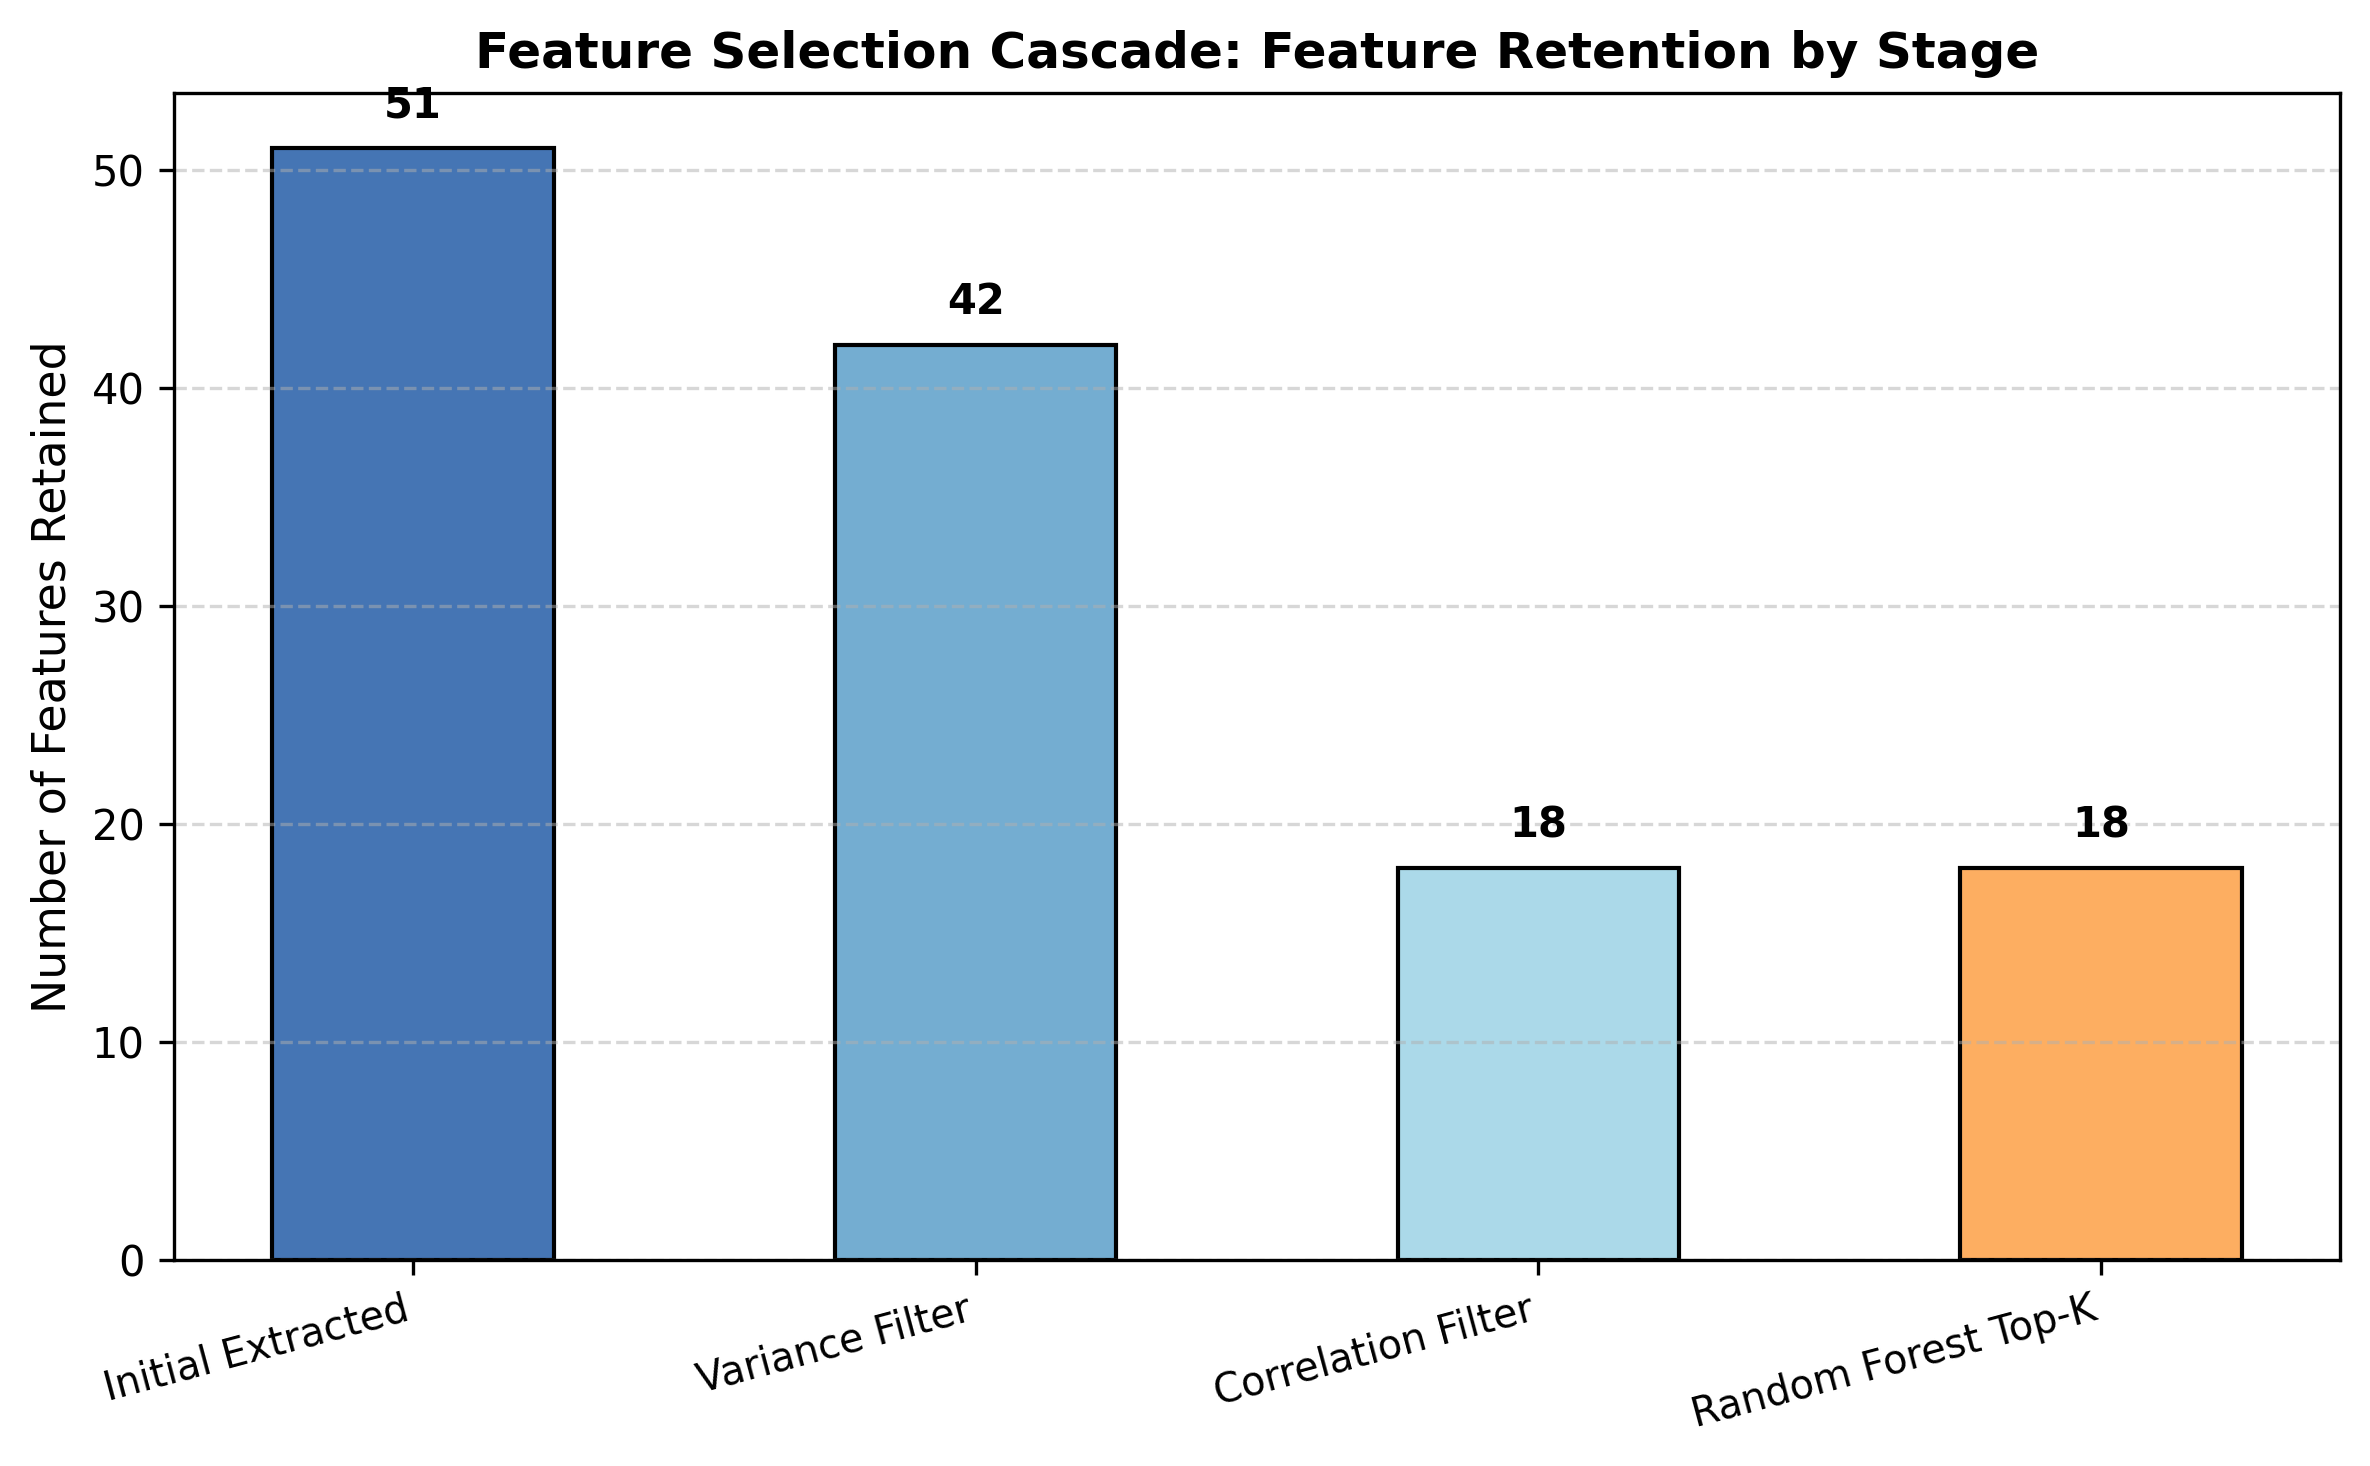 Feature Selection Cascade: Feature Retention by Stage
Number of Features Retained
50
40
30
20
10
0
51
42
18
18
Initial Extracted
Variance Filter
Correlation Filter
Random Forest Top-K